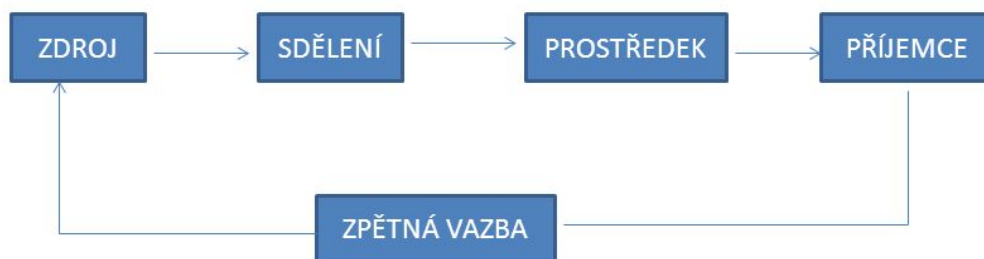 ZDROJ
SDĚLENÍ
PROSTŘEDEK
PŘÍJEMCE
ZPĚTNÁ VAZBA